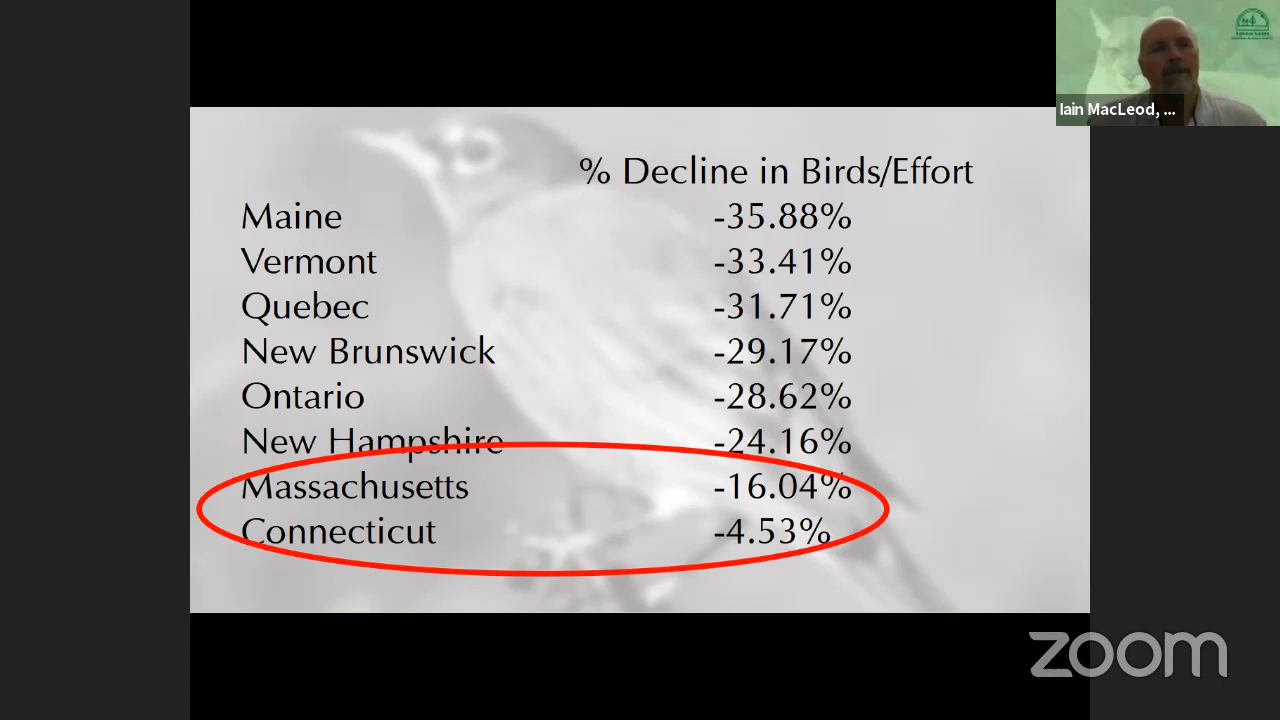 Iain MacLeod, ...
% Decline in Birds/Effort
Maine -35.88%
Vermont -33.41%
Quebec -31.71%
New Brunswick -29.17%
Ontario -28.62%
New Hampshire -24.16%
Massachusetts -16.04%
Connecticut -4.53%
zoom